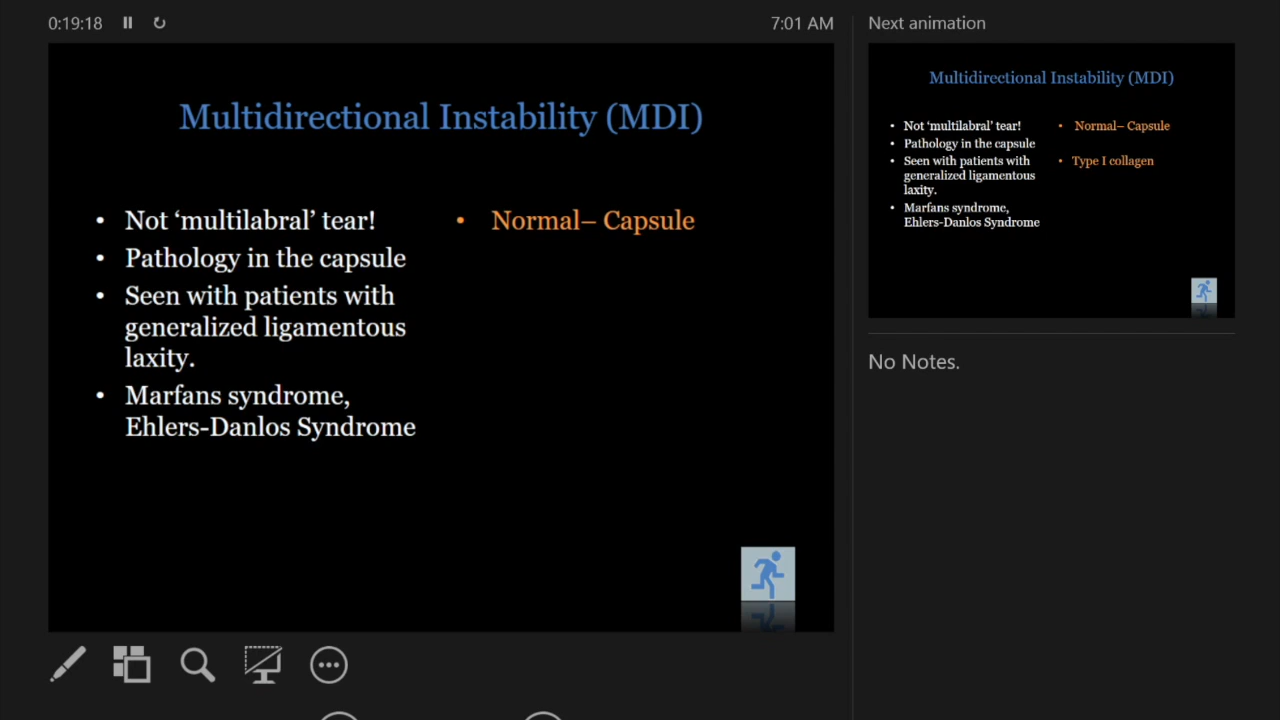 0:19:18
7:01 AM
Next animation
Multidirectional Instability (MDI)
• Not ‘multilabral’ tear!
• Pathology in the capsule
• Seen with patients with
generalized ligamentous
laxity.
• Marfans syndrome,
Ehlers-Danlos Syndrome
• Normal– Capsule
Multidirectional Instability (MDI)
• Not ‘multilabral’ tear!
• Pathology in the capsule
• Seen with patients with
generalized ligamentous
laxity.
• Marfans syndrome,
Ehlers-Danlos Syndrome
• Normal– Capsule
• Type I collagen
No Notes.